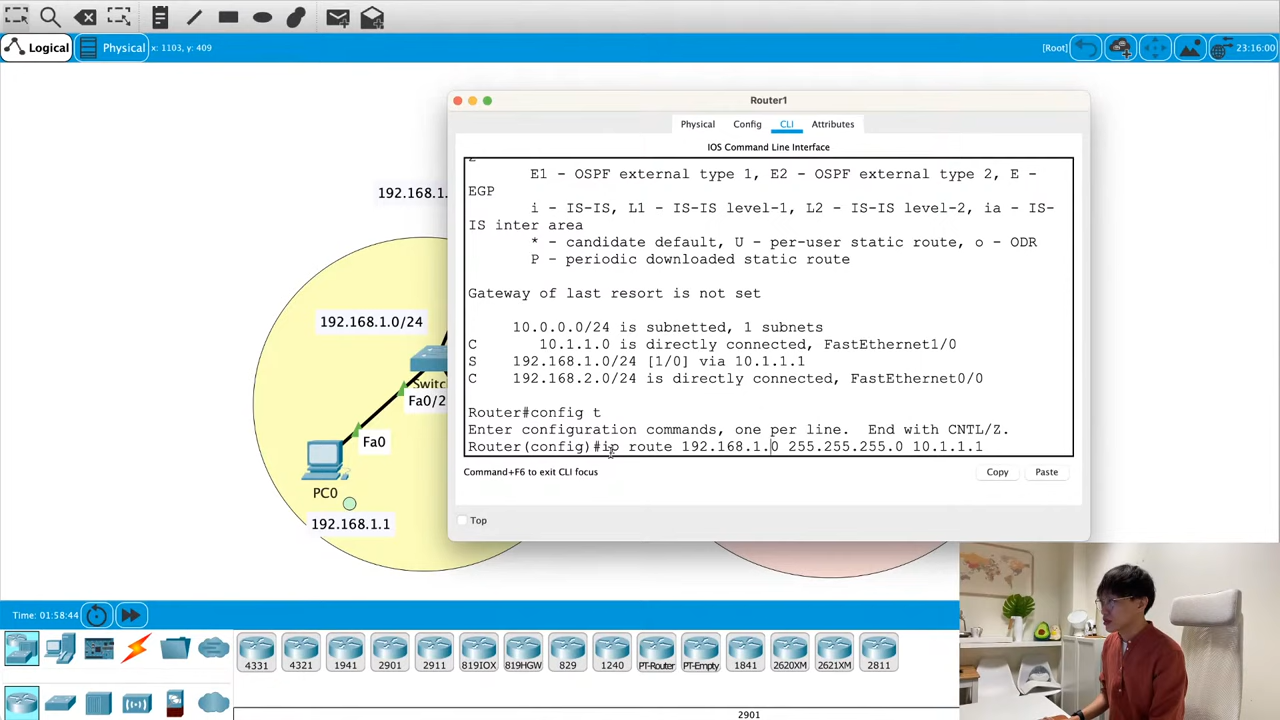 Logical
Physical
x: 1103, y: 409
[Root]
23:16:00
Router1
Physical
Config
CLI
Attributes
IOS Command Line Interface
E1 - OSPF external type 1, E2 - OSPF external type 2, E -
EGP
i - IS-IS, L1 - IS-IS level-1, L2 - IS-IS level-2, ia - IS-
IS inter area
* - candidate default, U - per-user static route, o - ODR
P - periodic downloaded static route
Gateway of last resort is not set
10.0.0.0/24 is subnetted, 1 subnets
C 10.1.1.0 is directly connected, FastEthernet1/0
S 192.168.1.0/24 [1/0] via 10.1.1.1
C 192.168.2.0/24 is directly connected, FastEthernet0/0
Router#config t
Enter configuration commands, one per line. End with CNTL/Z.
Router(config)#ip route 192.168.1.0 255.255.255.0 10.1.1.1
Command+F6 to exit CLI focus
Copy
Paste
Top
192.168.1.
192.168.1.0/24
Switc
Fa0/2
Fa0
PC0
192.168.1.1
Time: 01:58:44
4331
4321
1941
2901
2911
819IOX
819HGW
829
1240
PT-Router
PT-Empty
1841
2620XM
2621XM
2811
2901